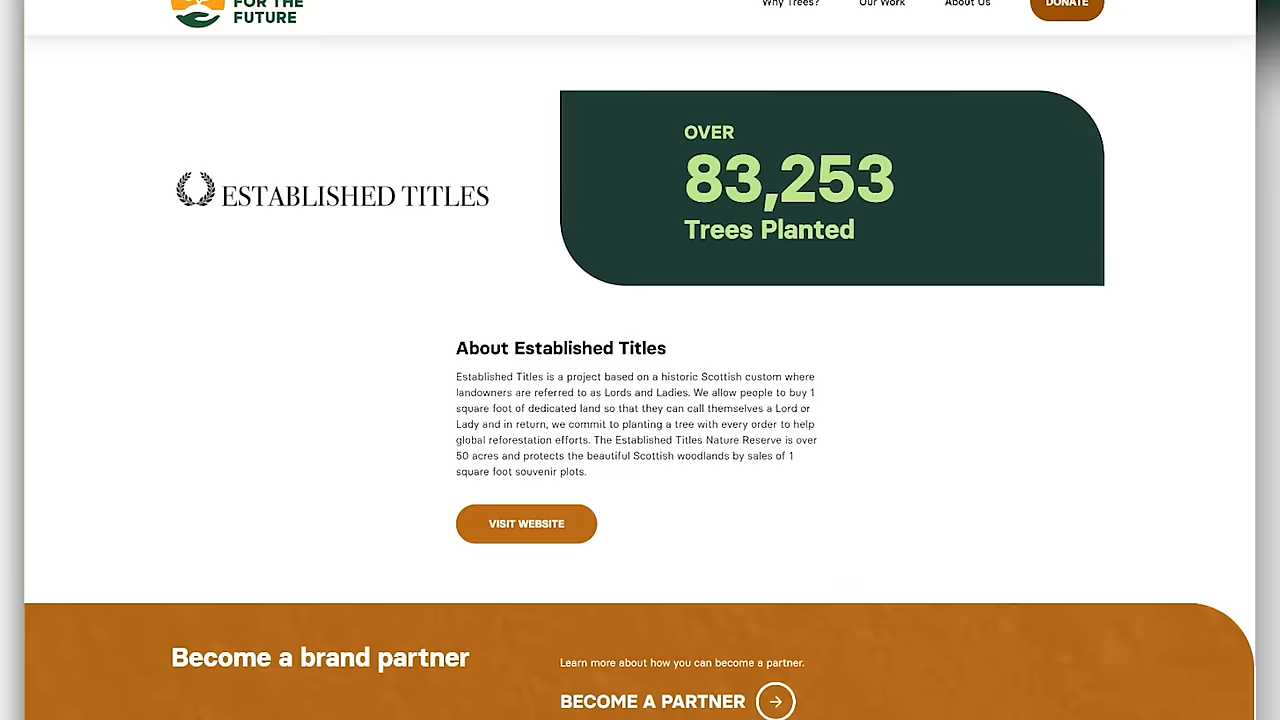 FOR THE
FUTURE
Why Trees?
Our Work
About Us
DONATE
ESTABLISHED TITLES
OVER
83,253
Trees Planted
About Established Titles
Established Titles is a project based on a historic Scottish custom where
landowners are referred to as Lords and Ladies. We allow people to buy 1
square foot of dedicated land so that they can call themselves a Lord or
Lady and in return, we commit to planting a tree with every order to help
global reforestation efforts. The Established Titles Nature Reserve is over
50 acres and protects the beautiful Scottish woodlands by sales of 1
square foot souvenir plots.
VISIT WEBSITE
Become a brand partner
Learn more about how you can become a partner.
BECOME A PARTNER